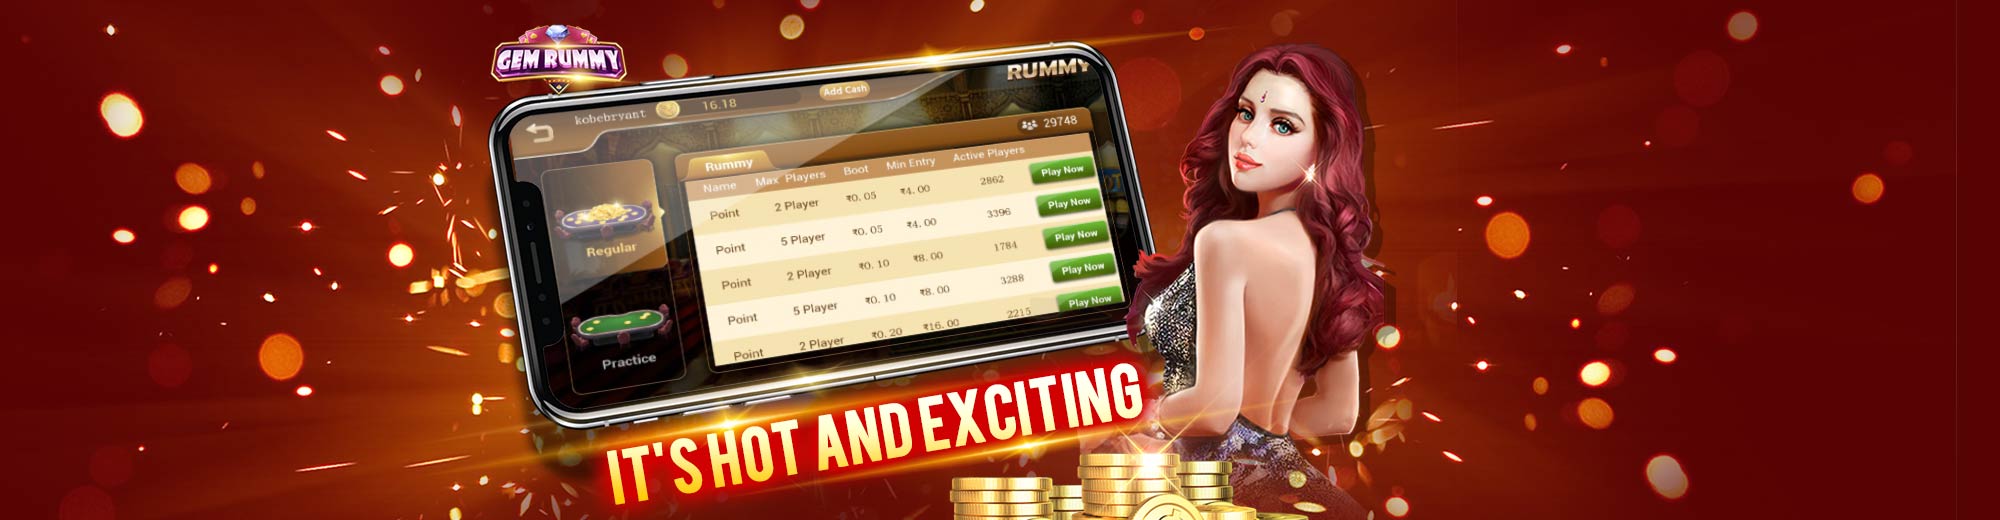 GEM RUMMY
RUMMY
kobebryant 16.18 Add Cash
29748
Rummy
Name Max Players Boot Min Entry Active Players
Point 2 Player ₹0.05 ₹4.00 2862 Play Now
Point 5 Player ₹0.05 ₹4.00 3396 Play Now
Point 2 Player ₹0.10 ₹8.00 1784 Play Now
Point 5 Player ₹0.10 ₹8.00 3288 Play Now
Point 2 Player ₹0.20 ₹16.00 2215 Play Now
Regular
Practice
IT'S HOT AND EXCITING